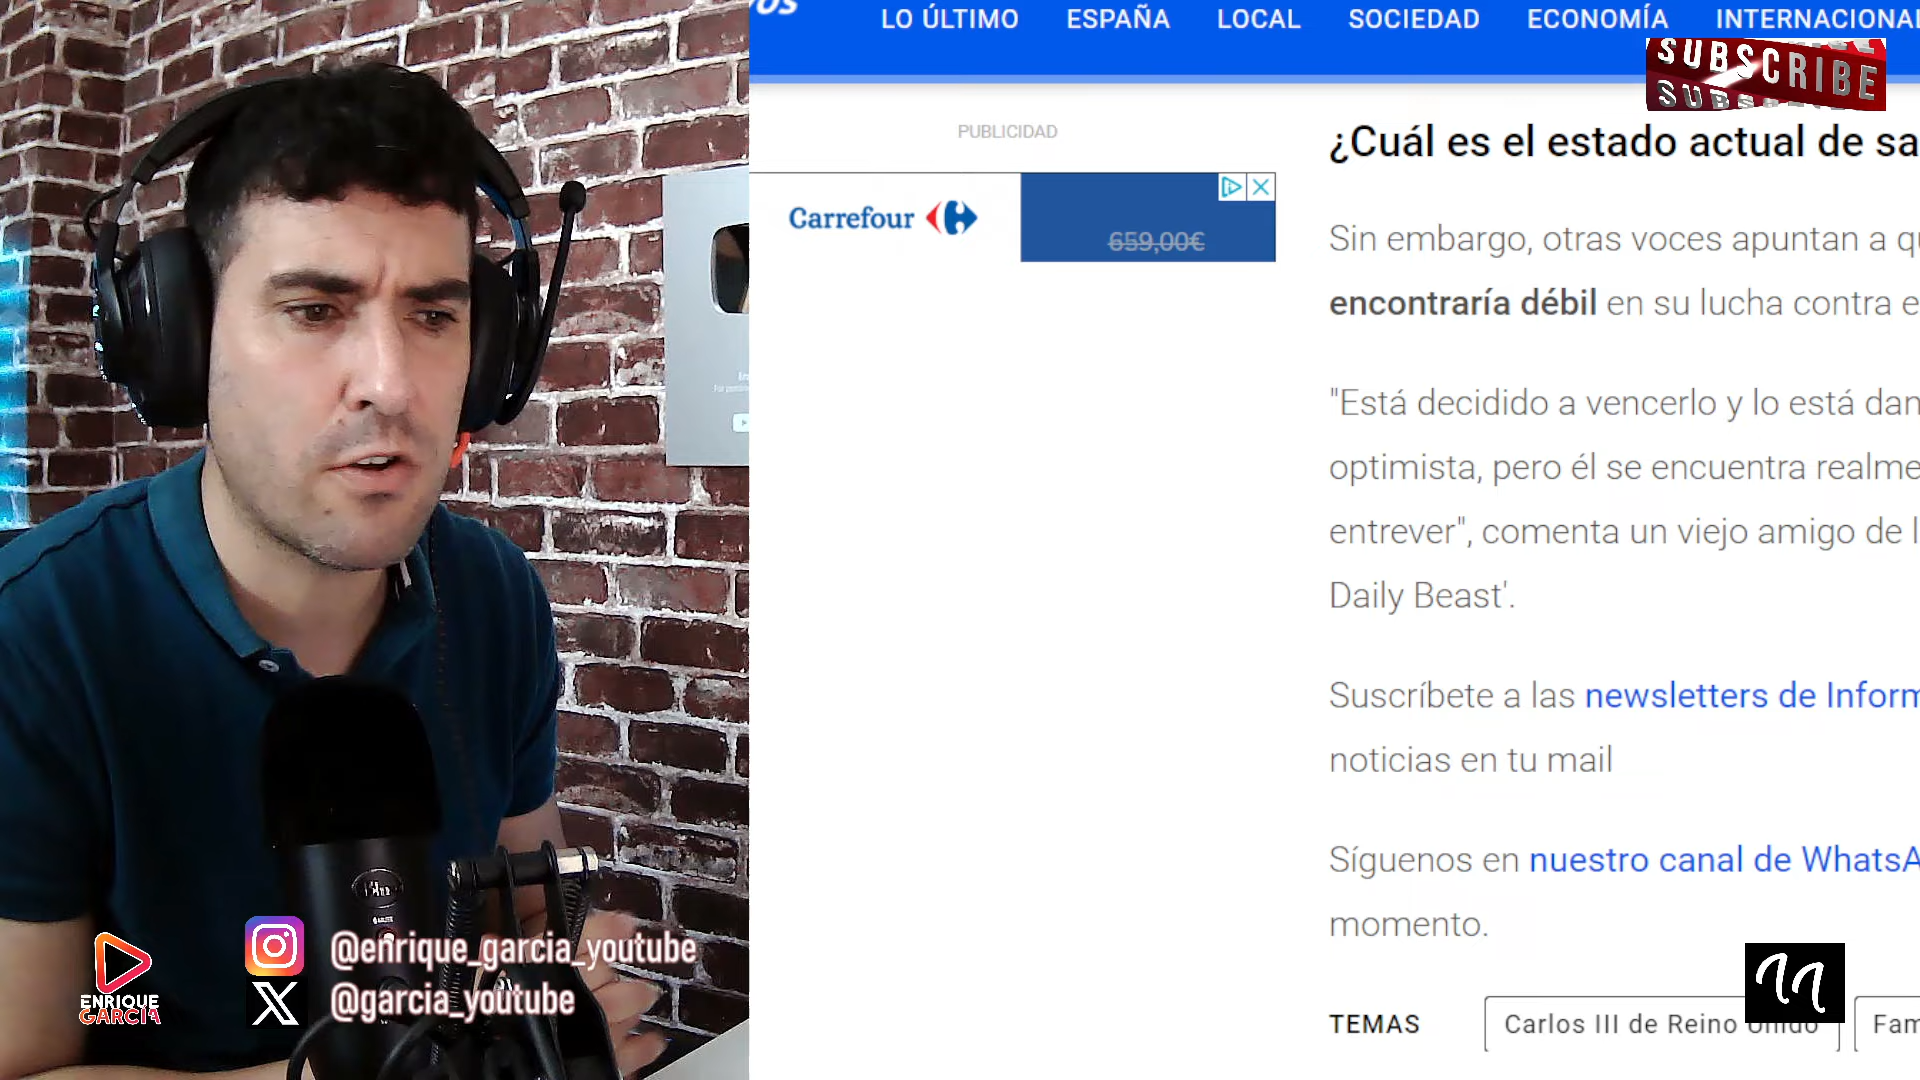 LO ÚLTIMO ESPAÑA LOCAL SOCIEDAD ECONOMÍA INTERNACIONAL
SUBSCRIBE
PUBLICIDAD
Carrefour
659,00€
¿Cuál es el estado actual de sa
Sin embargo, otras voces apuntan a qu
encontraría débil en su lucha contra e
"Está decidido a vencerlo y lo está dan
optimista, pero él se encuentra realme
entrever", comenta un viejo amigo de l
Daily Beast'.
Suscríbete a las newsletters de Inform
noticias en tu mail
Síguenos en nuestro canal de WhatsA
momento.
TEMAS Carlos III de Reino Unido Fam
ENRIQUE
GARCIA
@enrique_garcia_youtube
@garcia_youtube